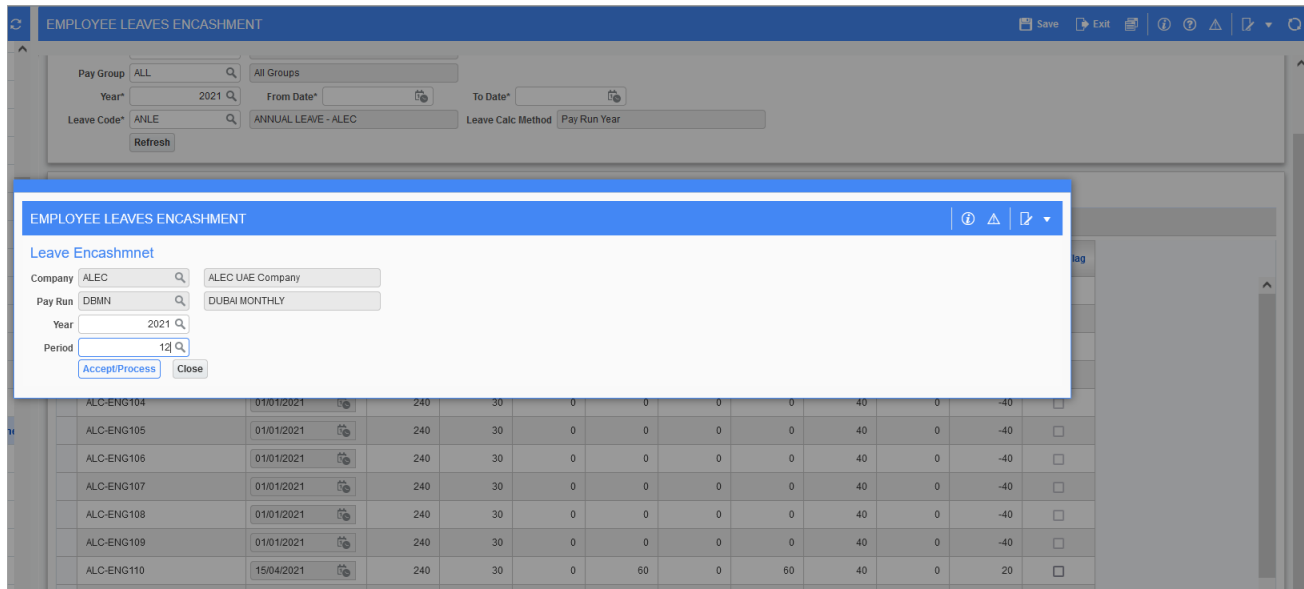 EMPLOYEE LEAVES ENCASHMENT Save Exit
Pay Group ALL All Groups
Year* 2021 From Date* To Date*
Leave Code* ANLE ANNUAL LEAVE - ALEC Leave Calc Method Pay Run Year
Refresh
EMPLOYEE LEAVES ENCASHMENT
Leave Encashmnet
lag
Company ALEC ALEC UAE Company
Pay Run DBMN DUBAI MONTHLY
Year 2021
Period 12
Accept/Process Close
ALC-ENG104 01/01/2021 240 30 0 0 0 0 40 0 -40
ALC-ENG105 01/01/2021 240 30 0 0 0 0 40 0 -40
ALC-ENG106 01/01/2021 240 30 0 0 0 0 40 0 -40
ALC-ENG107 01/01/2021 240 30 0 0 0 0 40 0 -40
ALC-ENG108 01/01/2021 240 30 0 0 0 0 40 0 -40
ALC-ENG109 01/01/2021 240 30 0 0 0 0 40 0 -40
ALC-ENG110 15/04/2021 240 30 0 60 0 60 40 0 20